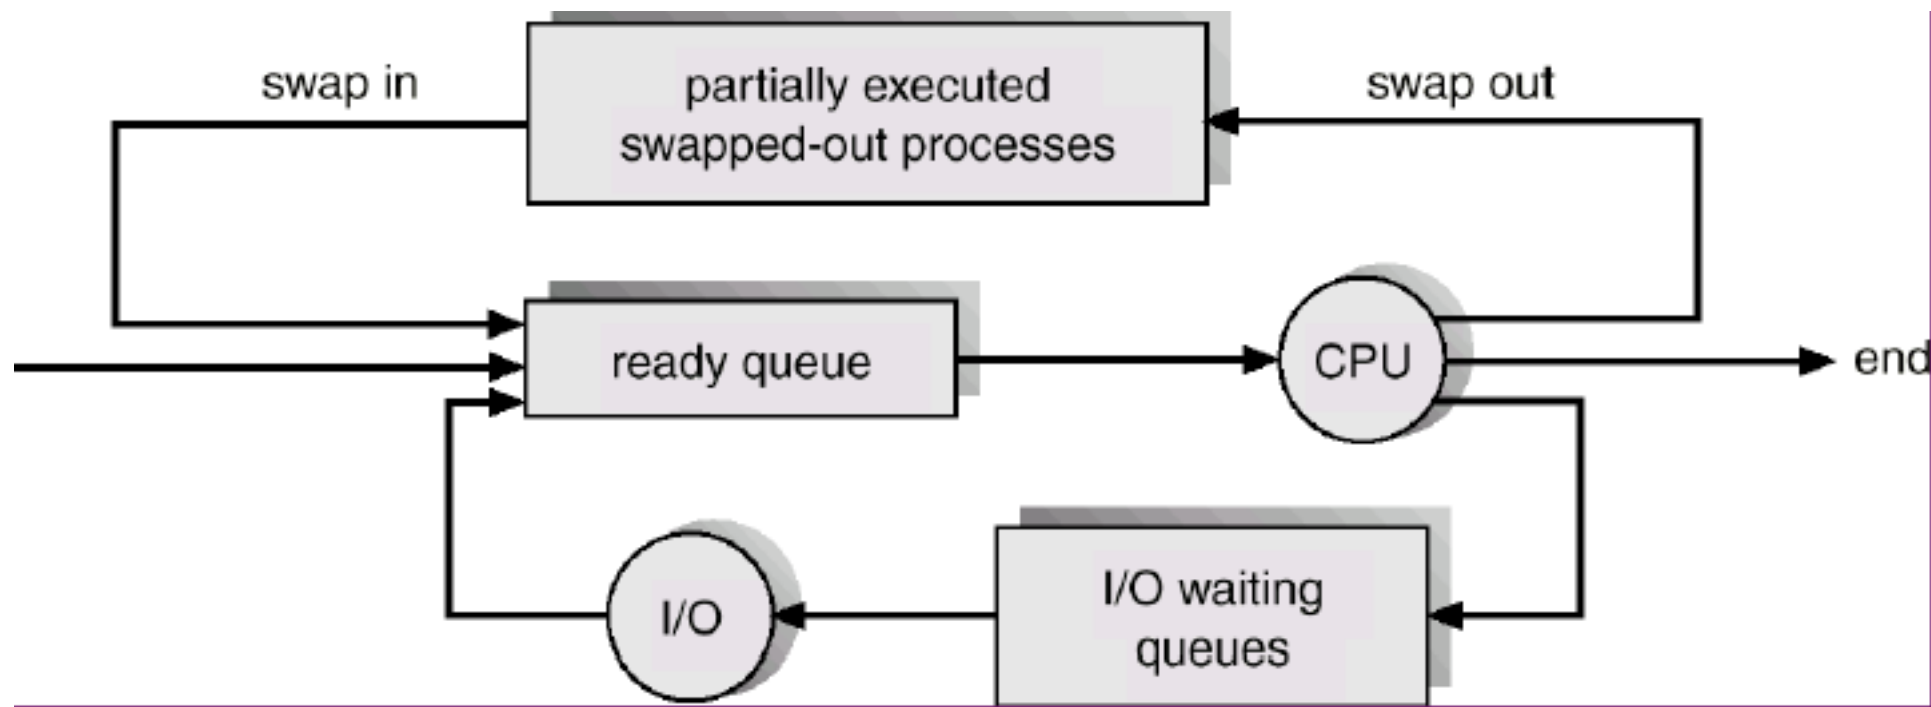 swap in
partially executed
swapped-out processes
swap out
ready queue
CPU
end
I/O
I/O waiting
queues